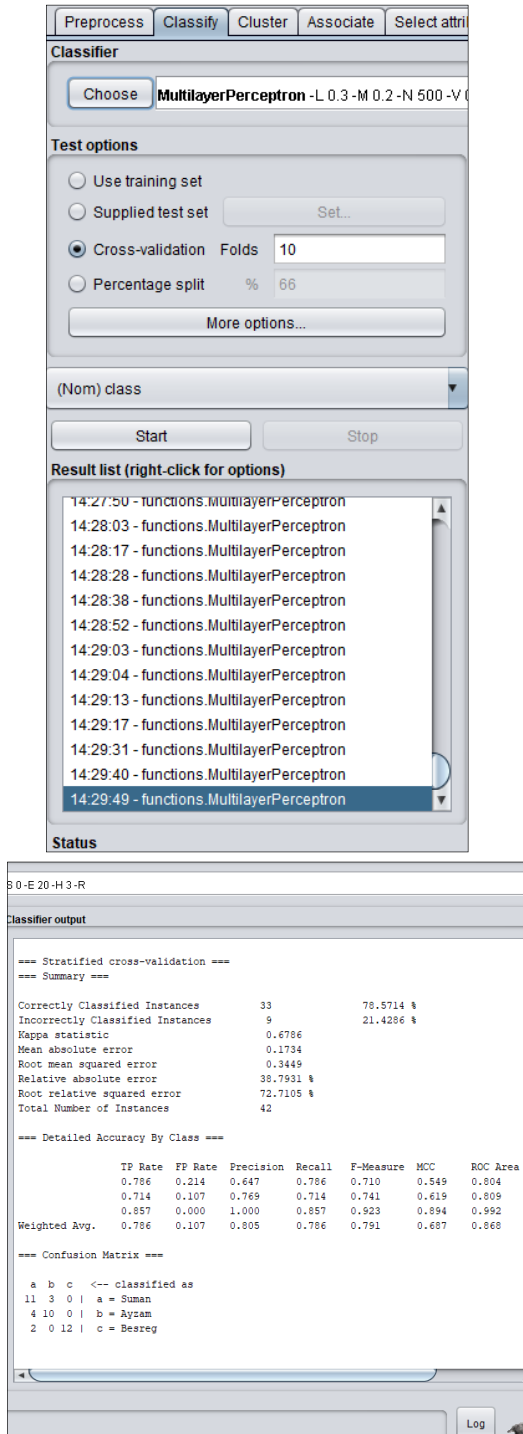 Preprocess Classify Cluster Associate Select attri
Classifier
Choose MultilayerPerceptron -L 0.3 -M 0.2 -N 500 -V
Test options
Use training set
Supplied test set Set...
Cross-validation Folds 10
Percentage split % 66
More options...
(Nom) class
Start Stop
Result list (right-click for options)
14:27:50 - functions.MultilayerPerceptron
14:28:03 - functions.MultilayerPerceptron
14:28:17 - functions.MultilayerPerceptron
14:28:28 - functions.MultilayerPerceptron
14:28:38 - functions.MultilayerPerceptron
14:28:52 - functions.MultilayerPerceptron
14:29:03 - functions.MultilayerPerceptron
14:29:04 - functions.MultilayerPerceptron
14:29:13 - functions.MultilayerPerceptron
14:29:17 - functions.MultilayerPerceptron
14:29:31 - functions.MultilayerPerceptron
14:29:40 - functions.MultilayerPerceptron
14:29:49 - functions.MultilayerPerceptron
Status
S 0 -E 20 -H 3 -R
Classifier output
=== Stratified cross-validation ===
=== Summary ===
Correctly Classified Instances 33 78.5714 %
Incorrectly Classified Instances 9 21.4286 %
Kappa statistic 0.6786
Mean absolute error 0.1734
Root mean squared error 0.3449
Relative absolute error 38.7931 %
Root relative squared error 72.7105 %
Total Number of Instances 42
=== Detailed Accuracy By Class ===
TP Rate FP Rate Precision Recall F-Measure MCC ROC Area
0.786 0.214 0.647 0.786 0.710 0.549 0.804
0.714 0.107 0.769 0.714 0.741 0.619 0.809
0.857 0.000 1.000 0.857 0.923 0.894 0.992
Weighted Avg. 0.786 0.107 0.805 0.786 0.791 0.687 0.868
=== Confusion Matrix ===
a b c <-- classified as
11 3 0 | a = Suman
4 10 0 | b = Ayzam
2 0 12 | c = Besreg
Log